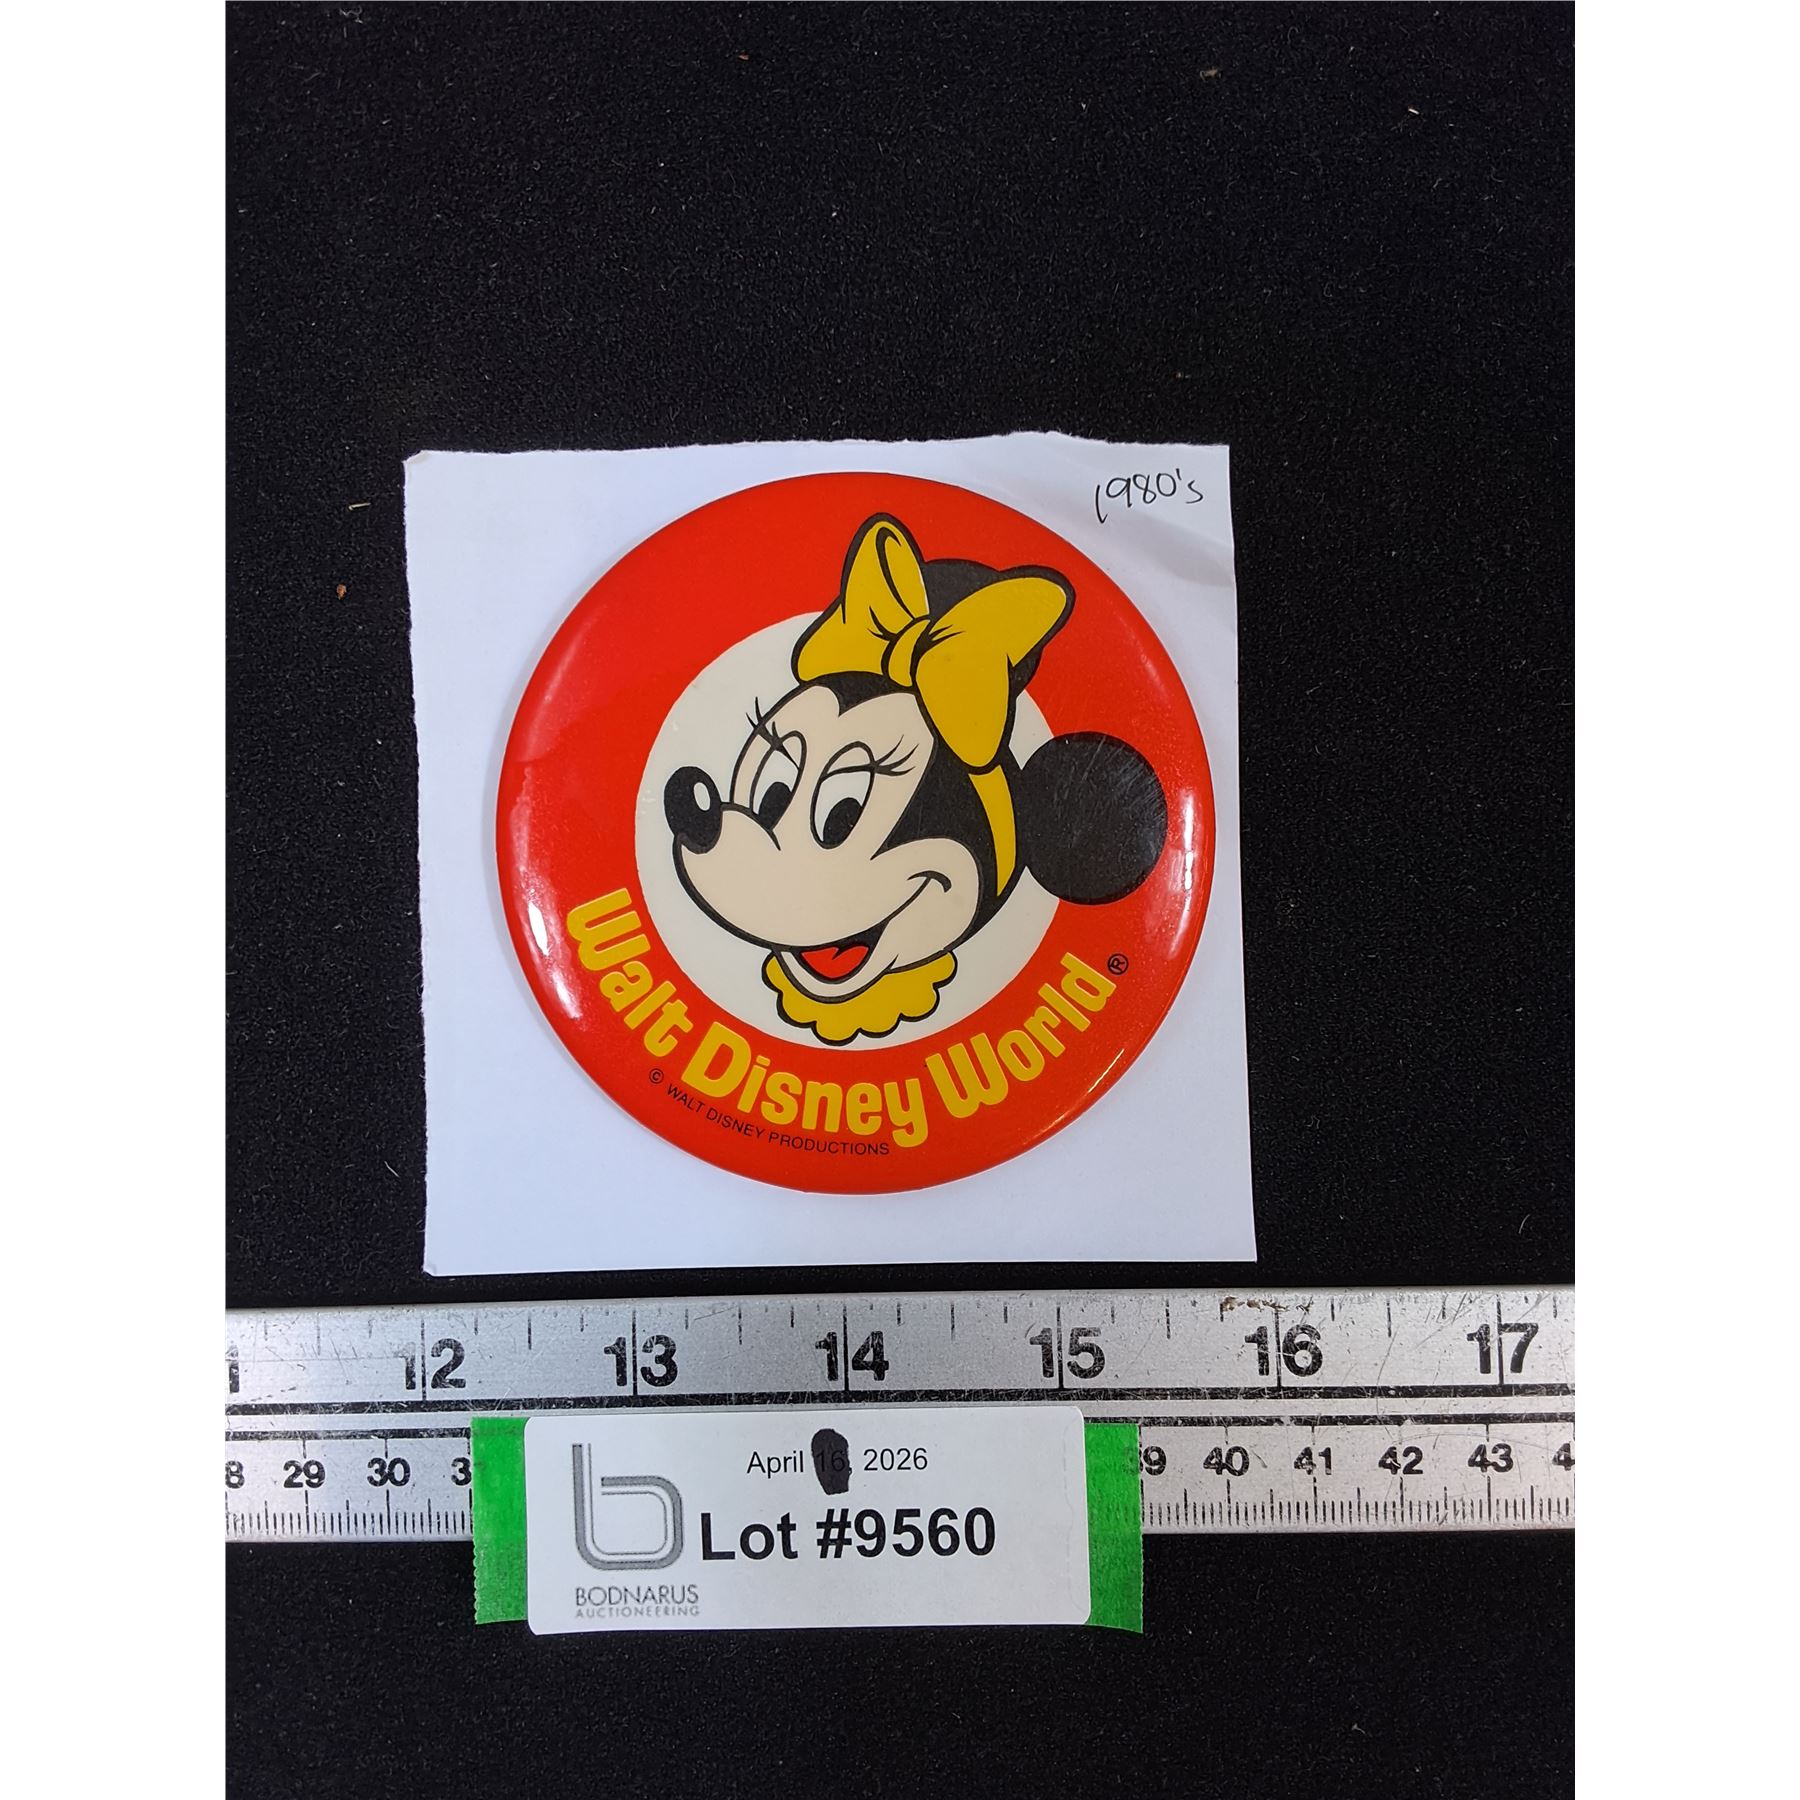 1980's
Walt Disney World ®
© WALT DISNEY PRODUCTIONS
12 13 14 15 16 17
29 30 40 41 42 43
April 16, 2026
Lot #9560
BODNARUS
AUCTIONEERING